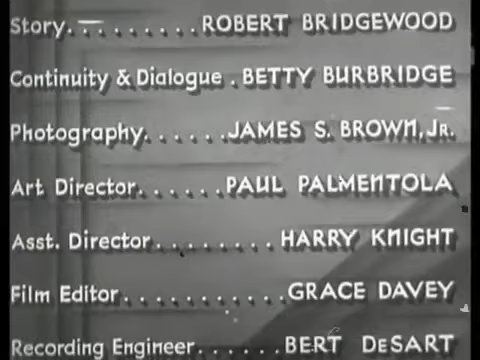 Story. . . . . . . . ROBERT BRIDGEWOOD
Continuity & Dialogue . BETTY BURBRIDGE
Photography. . . . . . JAMES S. BROWN, JR.
Art Director. . . . . . PAUL PALMENTOLA
Asst. Director . . . . . . . . HARRY KNIGHT
Film Editor . . . . . . . . . . . GRACE DAVEY
Recording Engineer . . . . . . BERT DESART